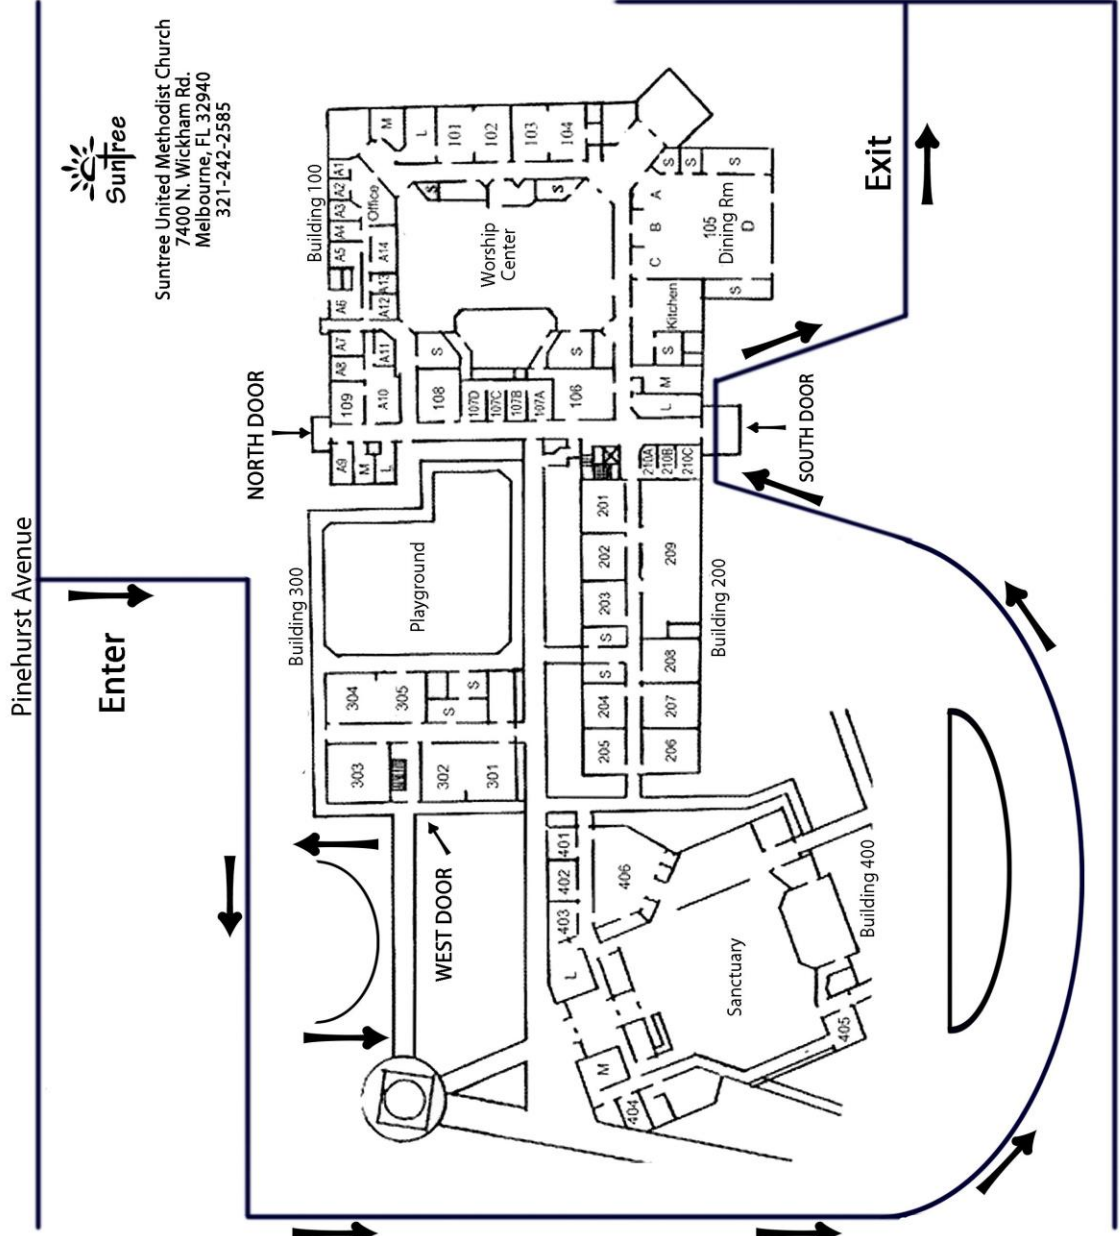 Suntree
Suntree United Methodist Church
7400 N. Wickham Rd.
Melbourne, FL 32940
321-242-2585
Pinehurst Avenue
Enter
Exit
NORTH DOOR
SOUTH DOOR
WEST DOOR
Building 100
A1
A2
A3
A4
A5
A6
A7
A8
109
A9
M
L
Office
A14
A13
A12
A11
A10
M
L
101
102
103
104
S
S
Worship
Center
S
S
108
107D
107C
107B
107A
106
S
S
S
A
B
C
105
Dining Rm
D
S
Kitchen
S
M
L
Building 200
210A
210B
210C
201
202
203
S
S
204
205
209
208
207
206
Building 300
Playground
304
305
S
S
303
302
301
Building 400
401
402
403
L
406
Sanctuary
M
404
405